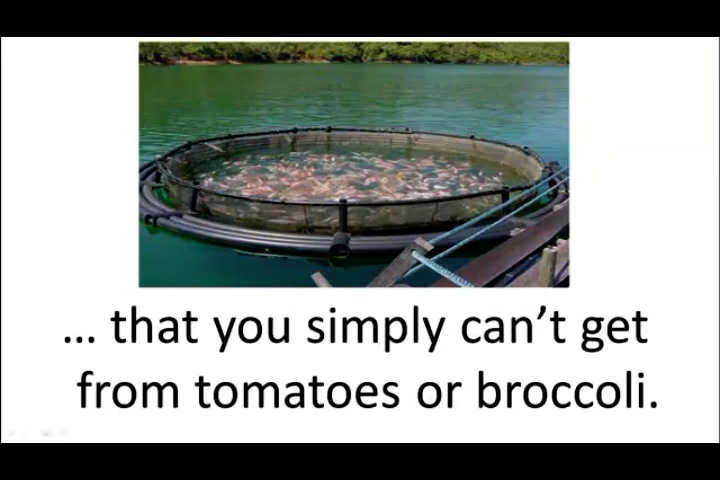 … that you simply can’t get
from tomatoes or broccoli.